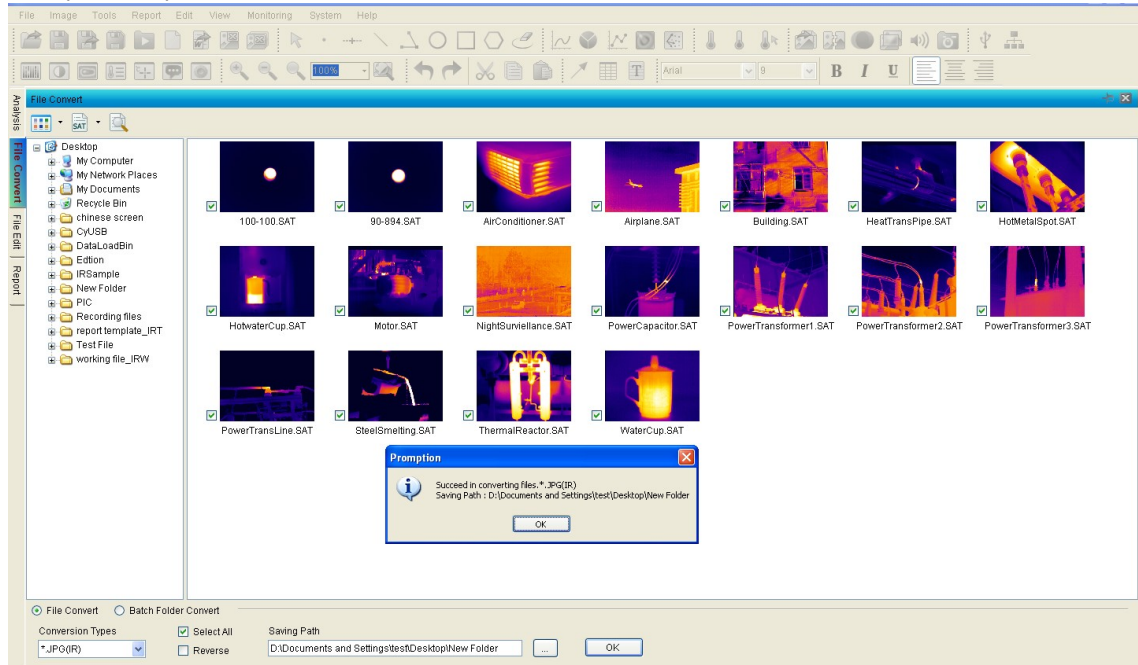 File Image Tools Report Edit View Monitoring System Help
100%
Arial
9
B I U
T
Analysis
File Convert
File Edit
Report
File Convert
SAT
Desktop
My Computer
My Network Places
My Documents
Recycle Bin
chinese screen
CyUSB
DataLoadBin
Edtion
IRSample
New Folder
PIC
Recording files
report template_IRT
Test File
working file_IRW
100-100.SAT 90-894.SAT AirConditioner.SAT Airplane.SAT Building.SAT HeatTransPipe.SAT HotMetalSpot.SAT
HotwaterCup.SAT Motor.SAT NightSurviellance.SAT PowerCapacitor.SAT PowerTransformer1.SAT PowerTransformer2.SAT PowerTransformer3.SAT
PowerTransLine.SAT SteelSmelting.SAT ThermalReactor.SAT WaterCup.SAT
Promption
Succeed in converting files.*.JPG(IR)
Saving Path : D:\Documents and Settings\test\Desktop\New Folder
OK
File Convert Batch Folder Convert
Conversion Types Select All Saving Path
*.JPG(IR) Reverse D:\Documents and Settings\test\Desktop\New Folder ... OK